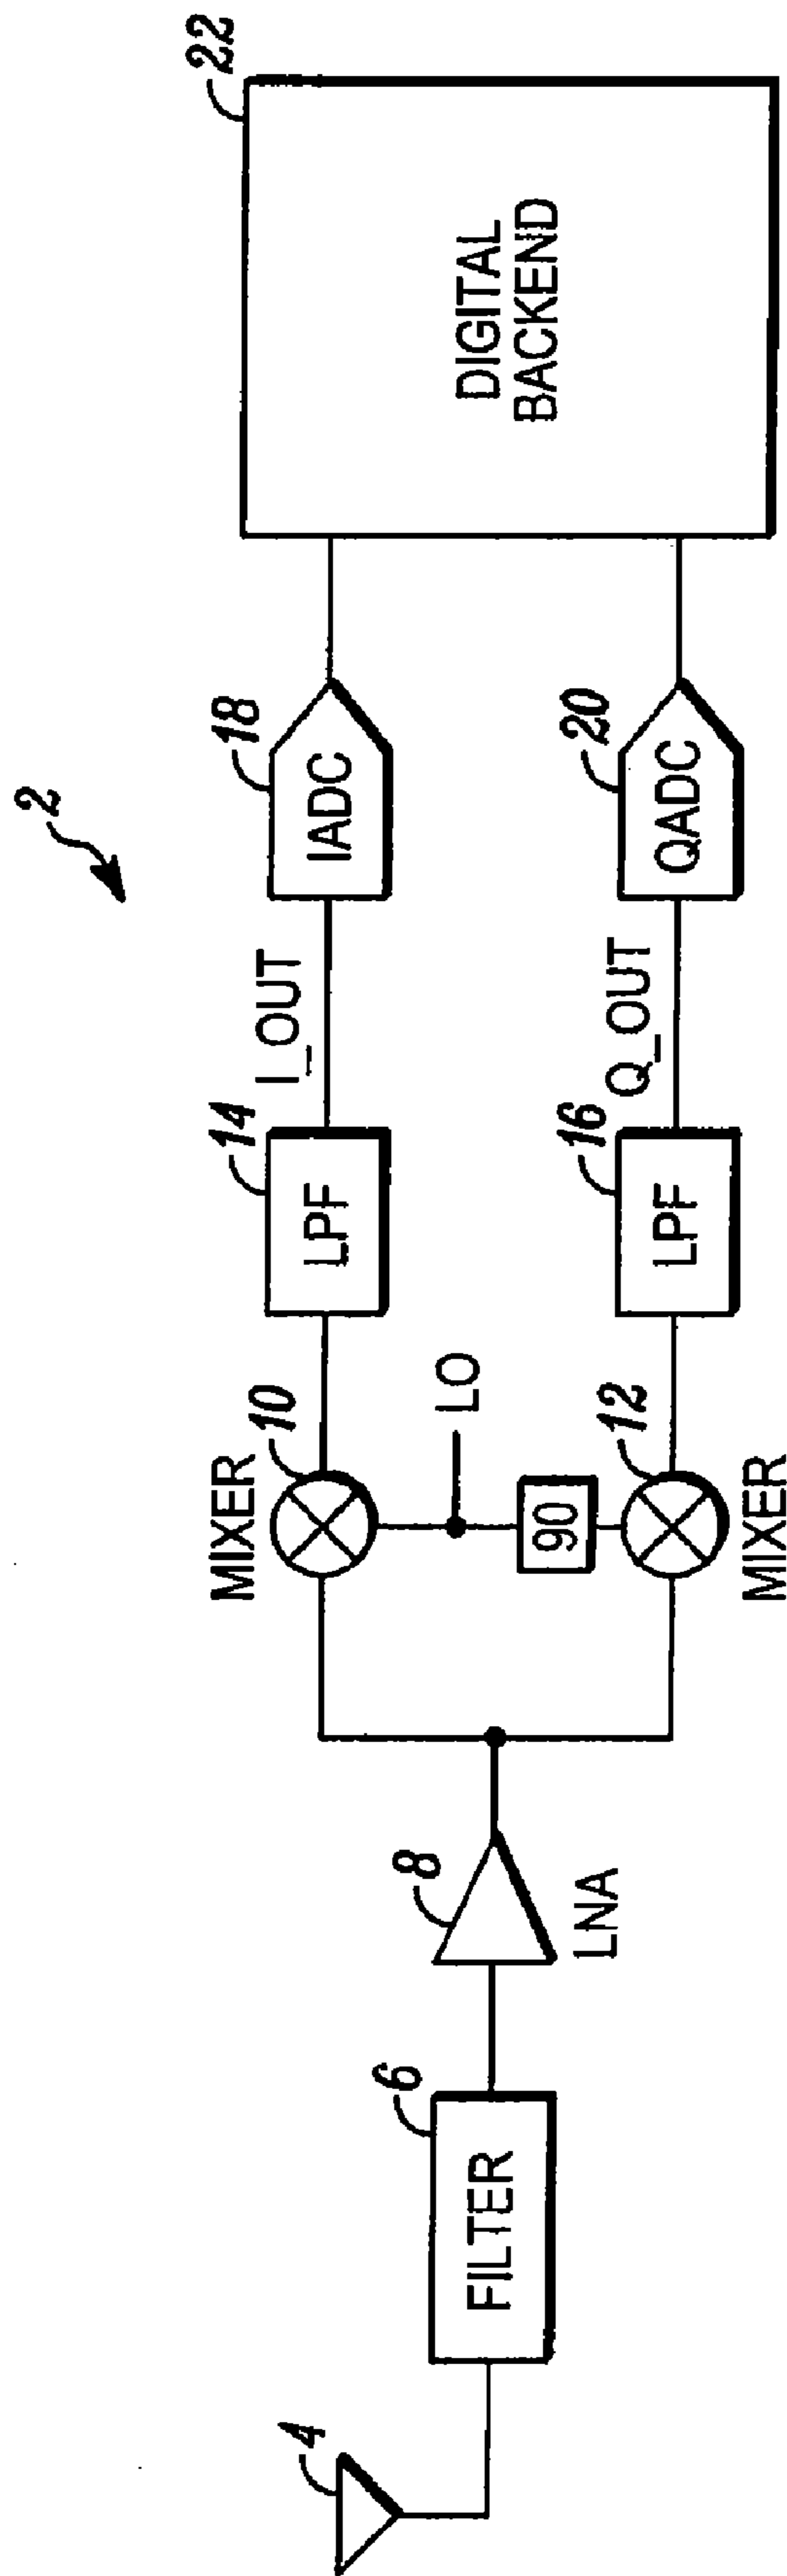 2
4
6
FILTER
8
LNA
MIXER
10
LO
90
12
MIXER
14
LPF
I_OUT
16
LPF
Q_OUT
18
IADC
20
QADC
22
DIGITAL
BACKEND